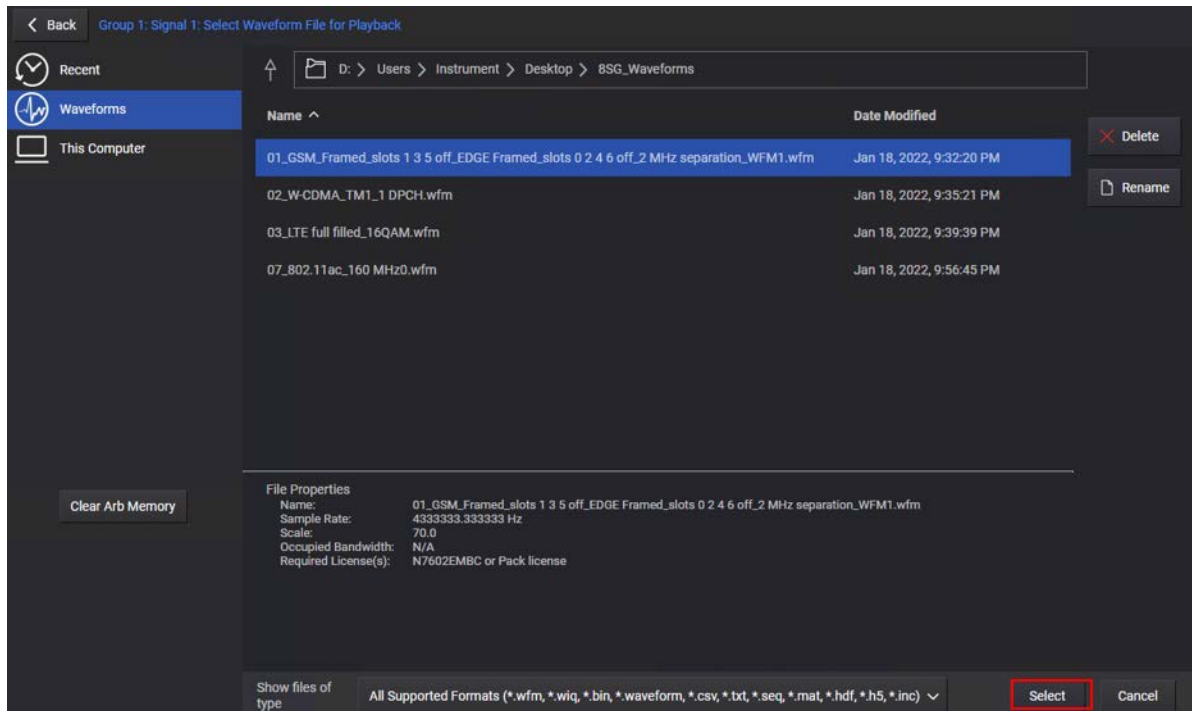 Back
Group 1: Signal 1: Select Waveform File for Playback
Recent
Waveforms
This Computer
D: > Users > Instrument > Desktop > 8SG_Waveforms
Name
Date Modified
01_GSM_Framed_slots 1 3 5 off_EDGE Framed_slots 0 2 4 6 off_2 MHz separation_WFM1.wfm
Jan 18, 2022, 9:32:20 PM
02_W-CDMA_TM1_1 DPCH.wfm
Jan 18, 2022, 9:35:21 PM
03_LTE full filled_16QAM.wfm
Jan 18, 2022, 9:39:39 PM
07_802.11ac_160 MHz0.wfm
Jan 18, 2022, 9:56:45 PM
Delete
Rename
Clear Arb Memory
File Properties
Name: 01_GSM_Framed_slots 1 3 5 off_EDGE Framed_slots 0 2 4 6 off_2 MHz separation_WFM1.wfm
Sample Rate: 4333333.333333 Hz
Scale: 70.0
Occupied Bandwidth: N/A
Required License(s): N7602EMBC or Pack license
Show files of
type
All Supported Formats (*.wfm, *.wiq, *.bin, *.waveform, *.csv, *.txt, *.seq, *.mat, *.hdf, *.h5, *.inc)
Select
Cancel